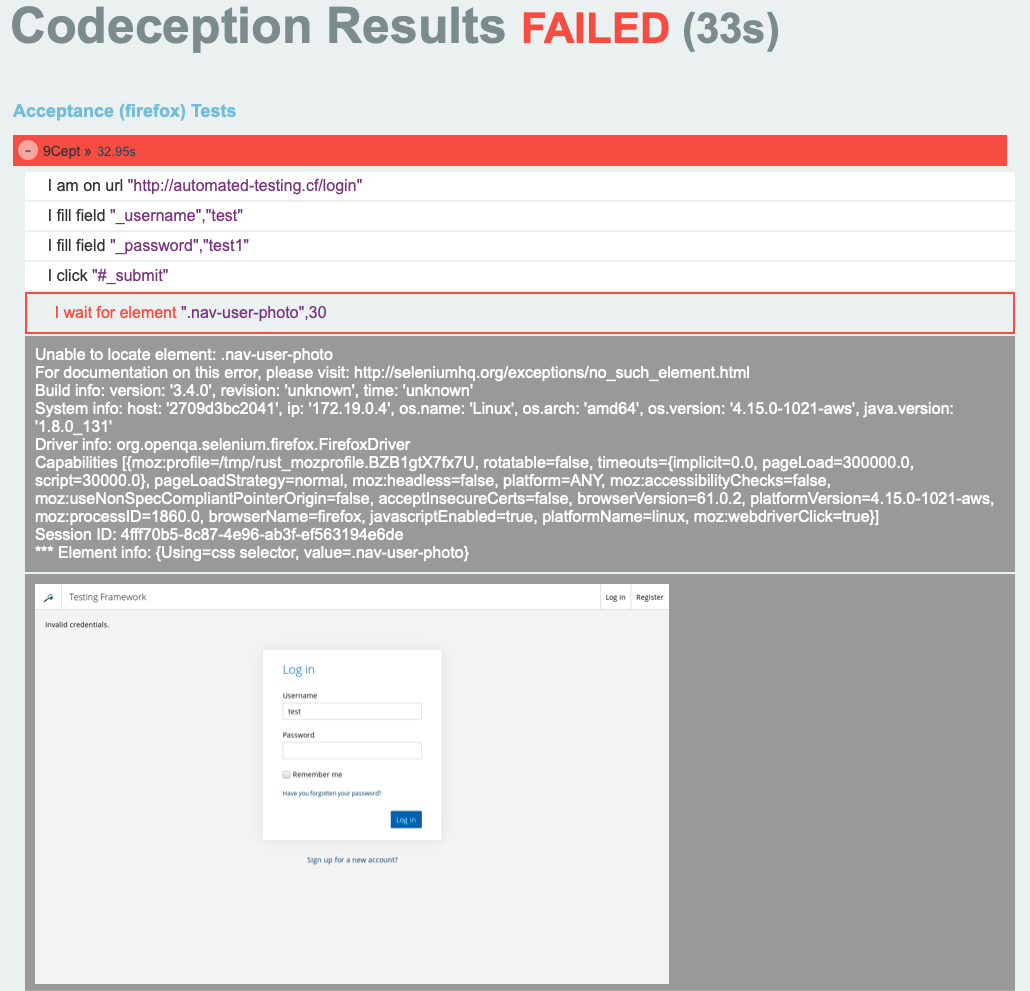 Codeception Results FAILED (33s)
Acceptance (firefox) Tests
- 9Cept » 32.95s
I am on url "http://automated-testing.cf/login"
I fill field "_username","test"
I fill field "_password","test1"
I click "#_submit"
I wait for element ".nav-user-photo",30
Unable to locate element: .nav-user-photo
For documentation on this error, please visit: http://seleniumhq.org/exceptions/no_such_element.html
Build info: version: '3.4.0', revision: 'unknown', time: 'unknown'
System info: host: '2709d3bc2041', ip: '172.19.0.4', os.name: 'Linux', os.arch: 'amd64', os.version: '4.15.0-1021-aws', java.version:
'1.8.0_131'
Driver info: org.openqa.selenium.firefox.FirefoxDriver
Capabilities [{moz:profile=/tmp/rust_mozprofile.BZB1gtX7fx7U, rotatable=false, timeouts={implicit=0.0, pageLoad=300000.0,
script=30000.0}, pageLoadStrategy=normal, moz:headless=false, platform=ANY, moz:accessibilityChecks=false,
moz:useNonSpecCompliantPointerOrigin=false, acceptInsecureCerts=false, browserVersion=61.0.2, platformVersion=4.15.0-1021-aws,
moz:processID=1860.0, browserName=firefox, javascriptEnabled=true, platformName=linux, moz:webdriverClick=true}]
Session ID: 4fff70b5-8c87-4e96-ab3f-ef563194e6de
*** Element info: {Using=css selector, value=.nav-user-photo}
Testing Framework Log in Register
Invalid credentials.
Log in
Username
test
Password
Remember me
Have you forgotten your password?
Log in
Sign up for a new account?